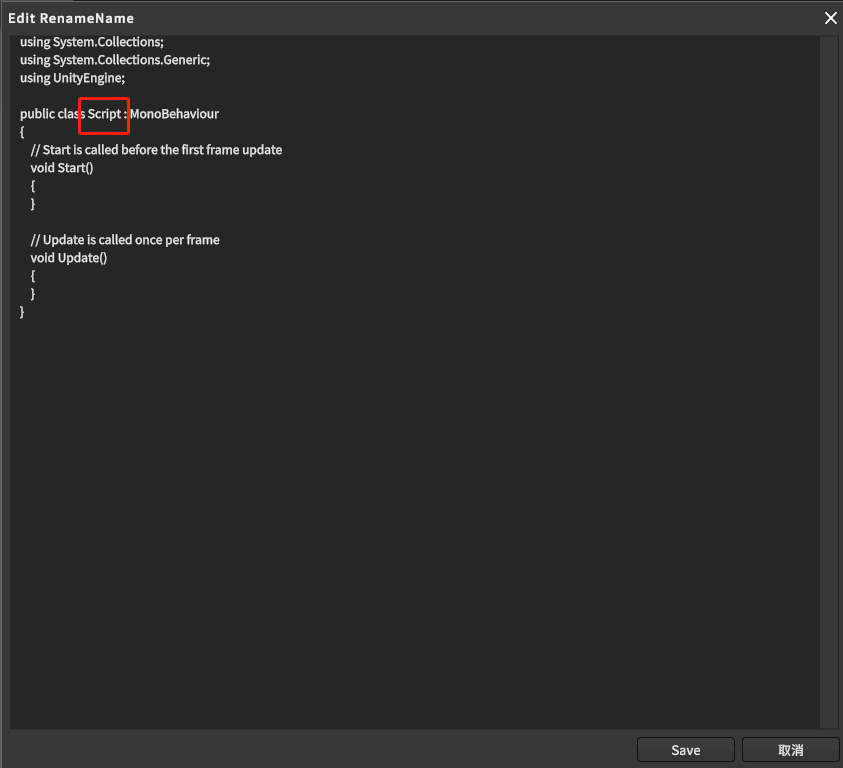 Edit RenameName
using System.Collections;
using System.Collections.Generic;
using UnityEngine;
public class Script : MonoBehaviour
{
// Start is called before the first frame update
void Start()
{
}
// Update is called once per frame
void Update()
{
}
}
Save
取消